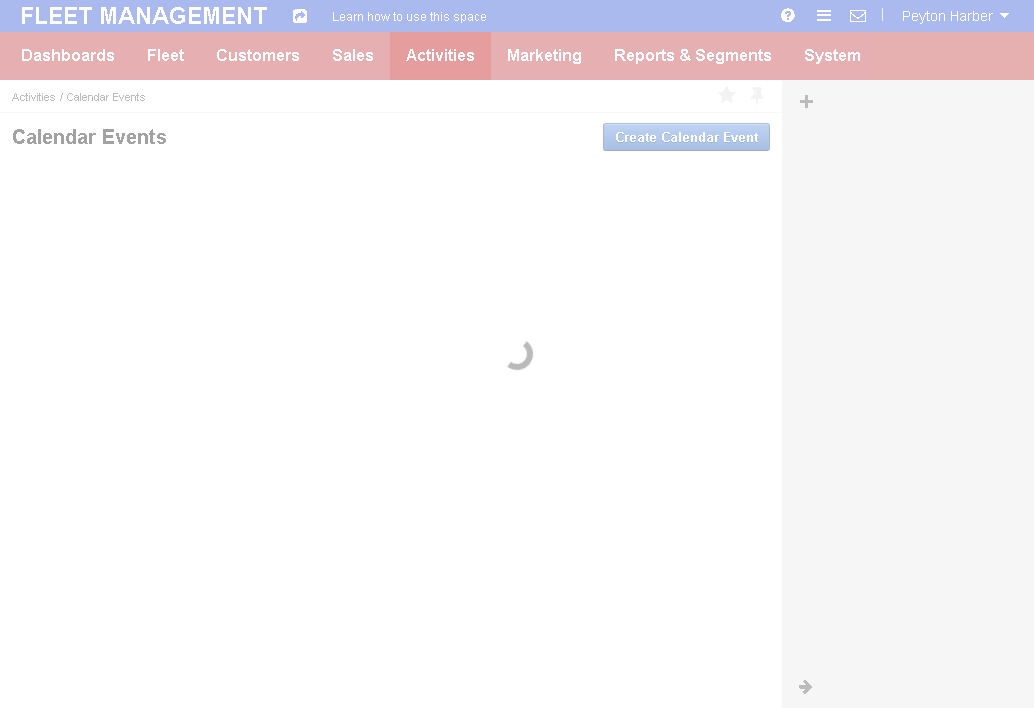 FLEET MANAGEMENT Learn how to use this space Peyton Harber
Dashboards Fleet Customers Sales Activities Marketing Reports & Segments System
Activities / Calendar Events
Calendar Events Create Calendar Event